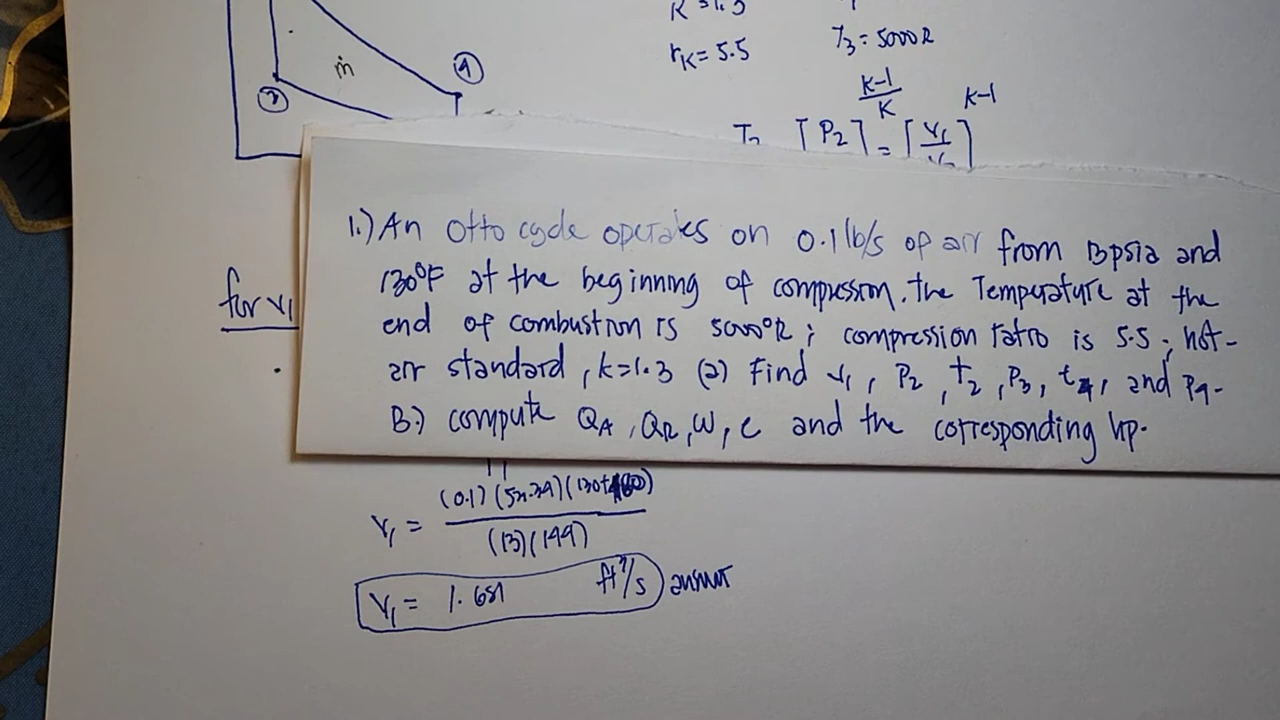 K = 1.3
rK = 5.5
T3 = 5000 R
m
4
2
K-1
K
K-1
[P2] = [V1
1.) An Otto cycle operates on 0.1 lb/s of air from 13 psia and
130°F at the beginning of compression. the Temperature at the
end of combustion is 5000°R ; compression ratio is 5.5 ; hot-
air standard , k=1.3 (a) Find V1 , P2 , t2 , P3 , t4 , and P4.
B.) compute QA , QR , W , e and the corresponding hp.
for V1
(0.1) (53.34) (130+460)
V1 =
(13) (144)
V1 = 1.681 ft³/s answer